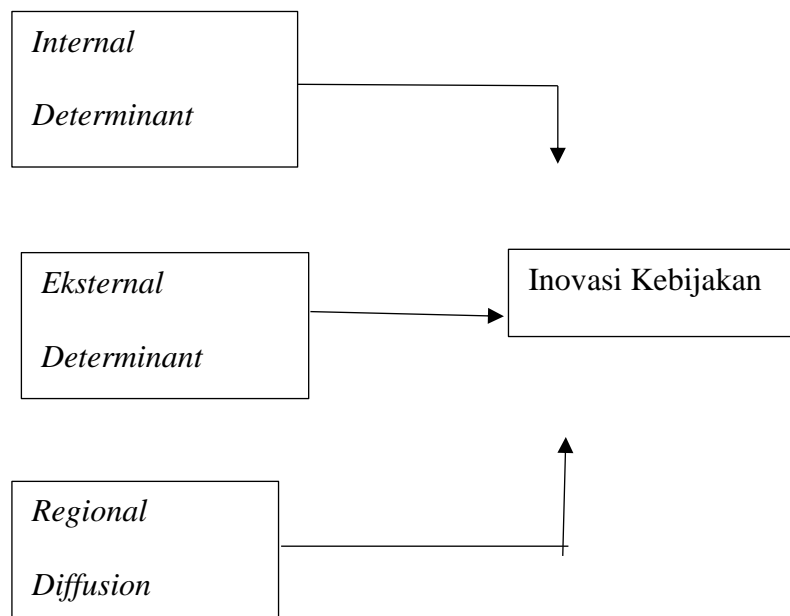 Internal
Determinant
Eksternal
Determinant
Inovasi Kebijakan
Regional
Diffusion